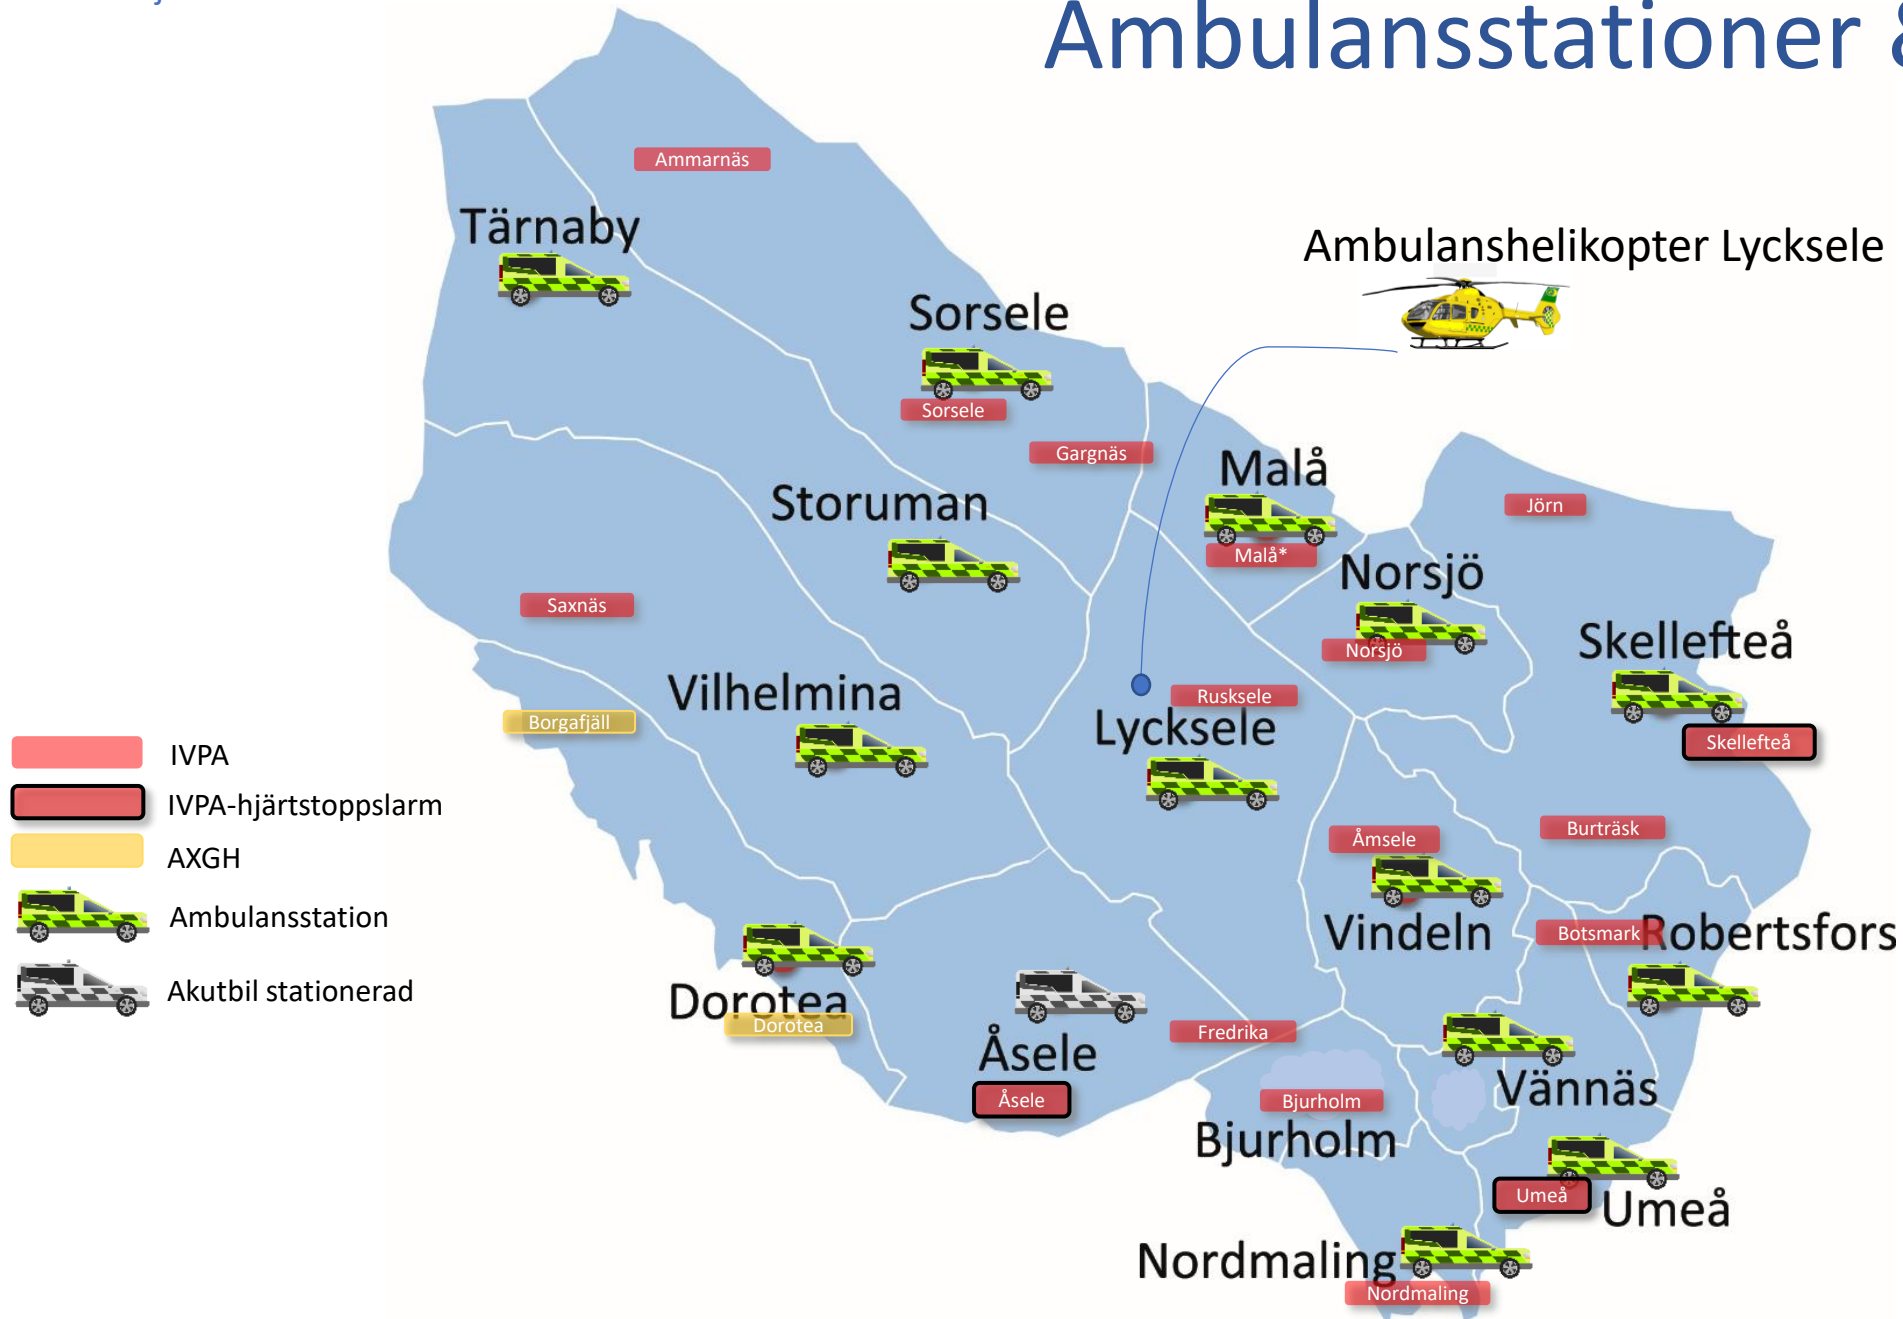 Ambulansstationer &
Ammarnäs
Tärnaby
Ambulanshelikopter Lycksele
Sorsele
Sorsele
Gargnäs
Malå
Storuman
Jörn
Malå*
Norsjö
Saxnäs
Skellefteå
Norsjö
Vilhelmina
Rusksele
Borgafjäll
Lycksele
Skellefteå
IVPA
IVPA-hjärtstoppslarm
AXGH
Ambulansstation
Akutbil stationerad
Burträsk
Åmsele
Vindeln
Botsmark
Robertsfors
Dorotea
Dorotea
Fredrika
Åsele
Åsele
Vännäs
Bjurholm
Bjurholm
Umeå
Umeå
Nordmaling
Nordmaling